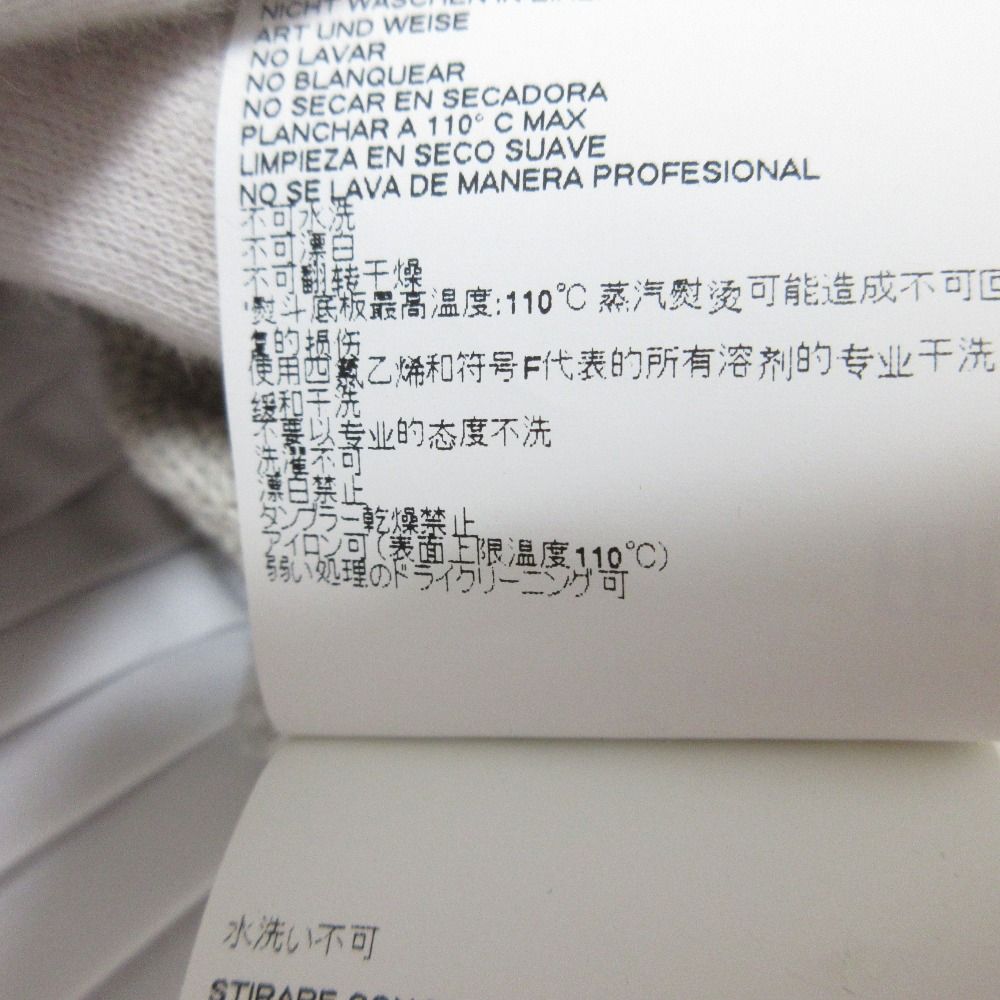 NICHT WASCHEN IN
ART UND WEISE
NO LAVAR
NO BLANQUEAR
NO SECAR EN SECADORA
PLANCHAR A 110° C MAX
LIMPIEZA EN SECO SUAVE
NO SE LAVA DE MANERA PROFESIONAL
不可水洗
不可漂白
不可翻转干燥
熨斗底板最高温度:110℃ 蒸汽熨烫可能造成不可回
复的损伤
使用四氯乙烯和符号F代表的所有溶剂的专业干洗
缓和干洗
不要以专业的态度不洗
洗濯不可
漂白禁止
タンブラー乾燥禁止
アイロン可(表面上限温度110℃)
弱い処理のドライクリーニング可
水洗い不可
STIRARE